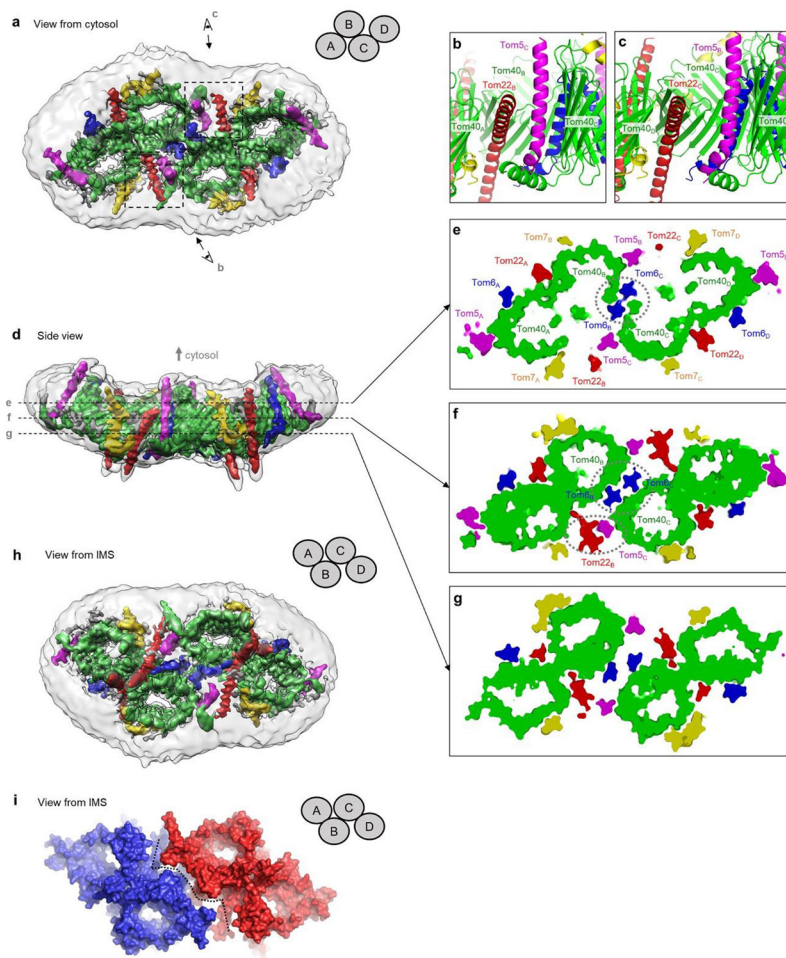 a View from cytosol
c
B D
A C
b
b
Tom5C
Tom40B
Tom22B
Tom40A
Tom40C
c
Tom5B
Tom40C
Tom22C
Tom40D
Tom40
d Side view
cytosol
e
f
g
e
Tom7B
Tom5B
Tom22C
Tom7D
Tom22A
Tom40B
Tom6C
Tom5
Tom6A
Tom40D
Tom5A
Tom40A
Tom6B
Tom40C
Tom6D
Tom7A
Tom22B
Tom5C
Tom7C
Tom22D
f
Tom40B
Tom6B
Tom40C
Tom22B
Tom5C
g
h View from IMS
A C
B D
i View from IMS
A C
B D